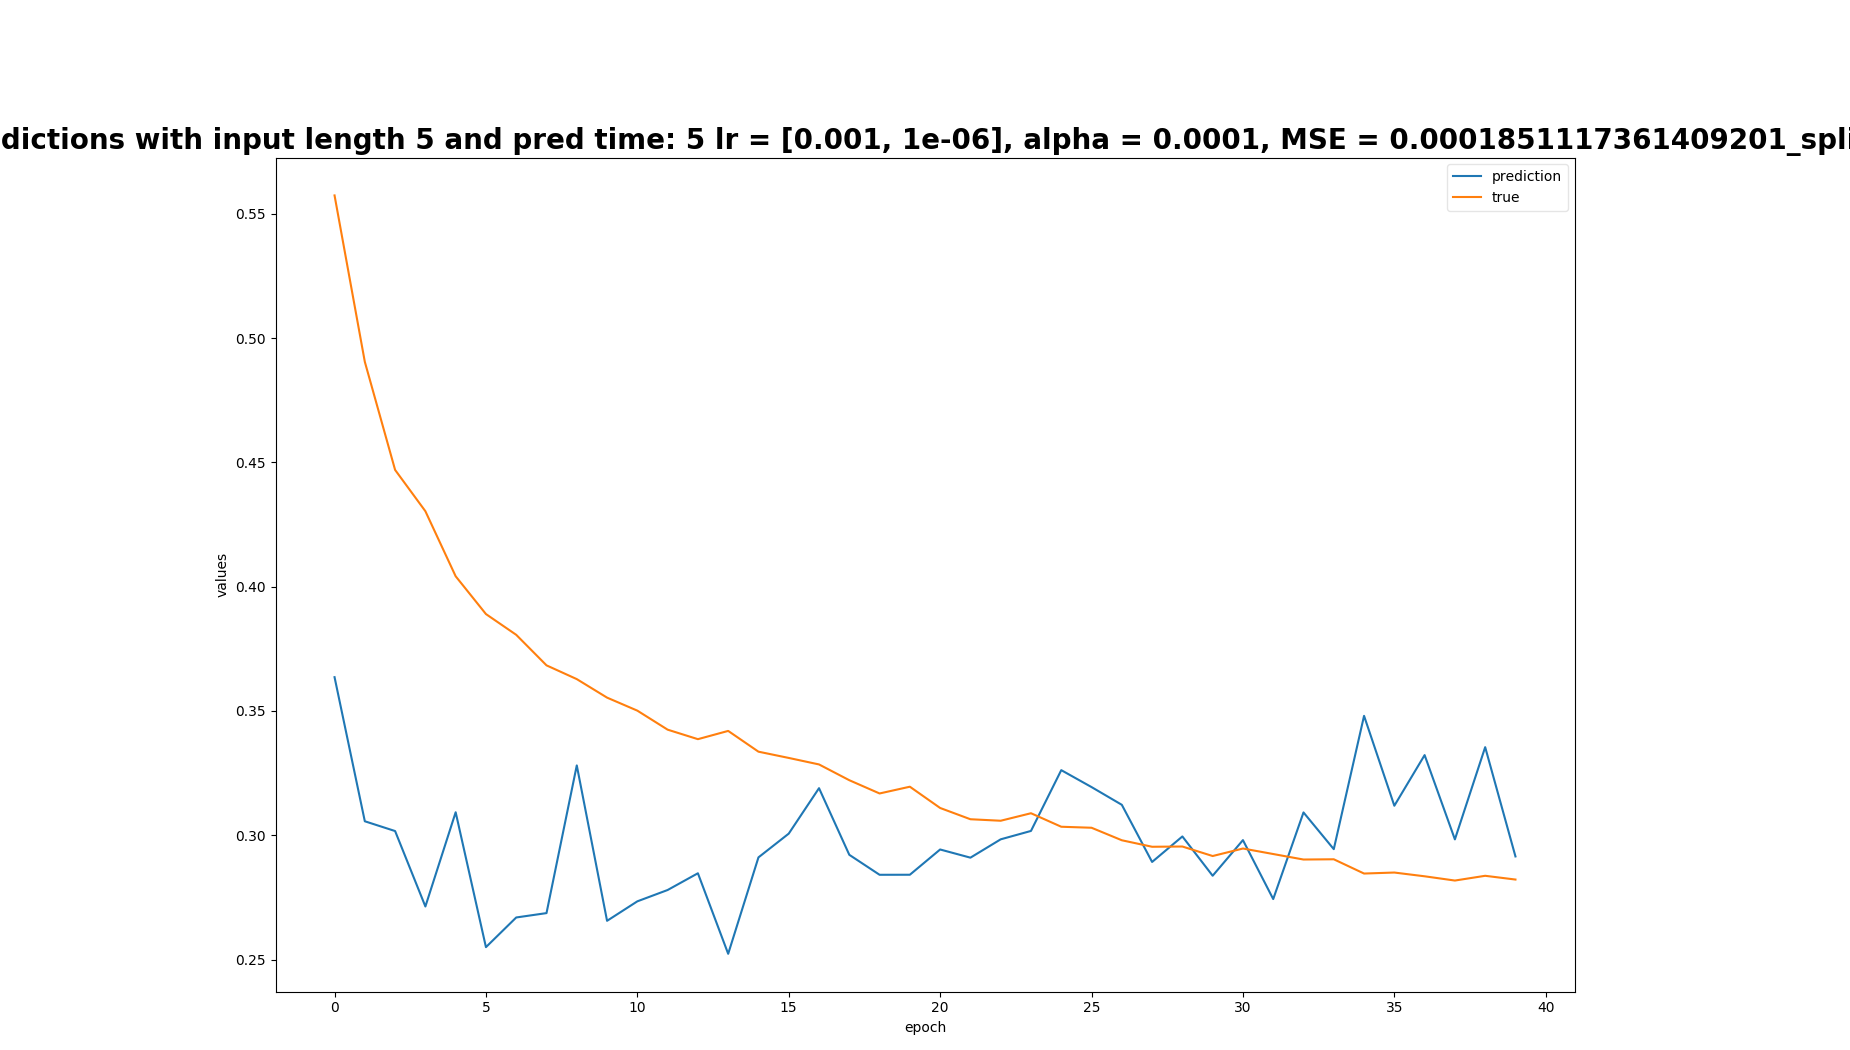 dictions with input length 5 and pred time: 5 lr = [0.001, 1e-06], alpha = 0.0001, MSE = 0.0001851117361409201_spli
prediction
true
0.55
0.50
0.45
0.40
0.35
0.30
0.25
values
0 5 10 15 20 25 30 35 40
epoch